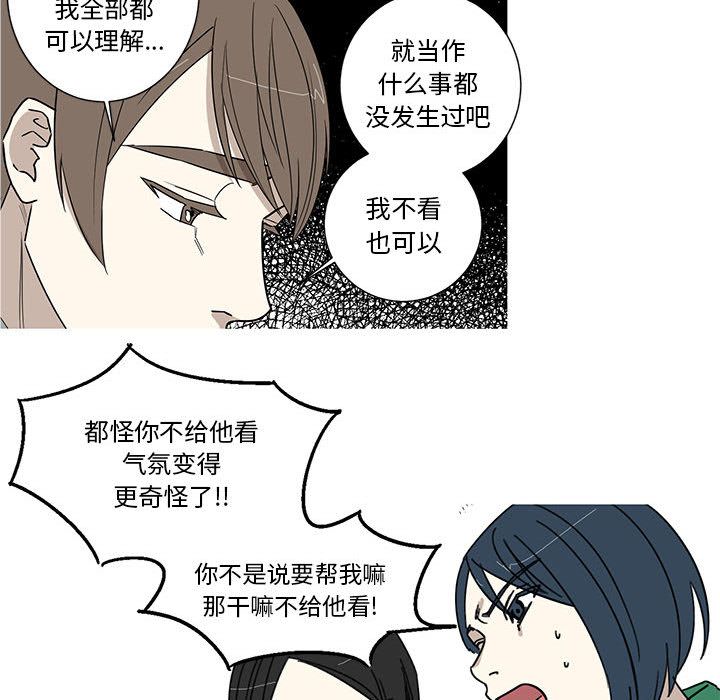 我全部都
可以理解...
就当作
什么事都
没发生过吧
我不看
也可以
都怪你不给他看
气氛变得
更奇怪了!!
你不是说要帮我嘛
那干嘛不给他看!